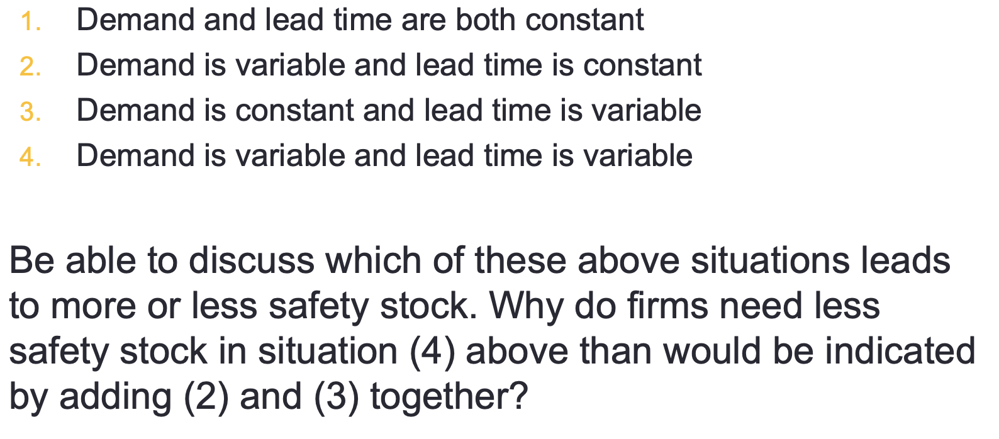 1. Demand and lead time are both constant
2. Demand is variable and lead time is constant
3. Demand is constant and lead time is variable
4. Demand is variable and lead time is variable
Be able to discuss which of these above situations leads
to more or less safety stock. Why do firms need less
safety stock in situation (4) above than would be indicated
by adding (2) and (3) together?